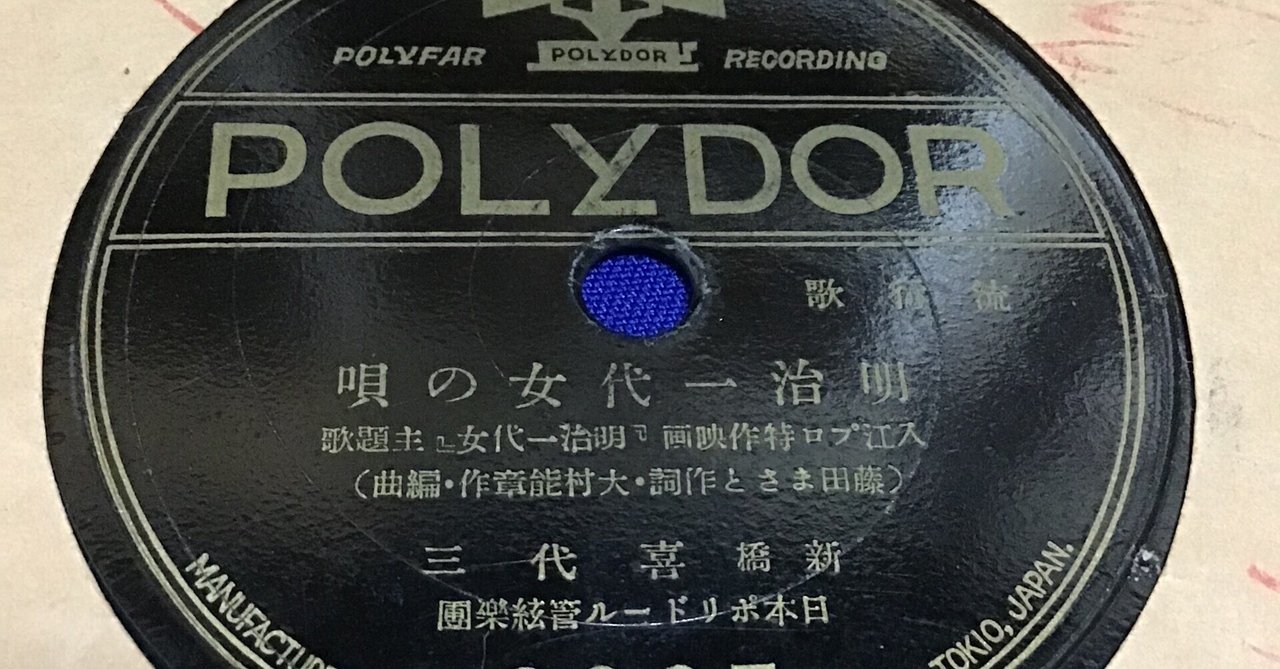 POLYFAR POLYDOR RECORDING
POLYDOR
流行歌
明治一代女の唄
入江プロ特作映画『明治一代女』主題歌
(藤田まさと作詞・大村能章作・編曲)
新橋喜代三
日本ポリドール管絃樂團
TOKIO, JAPAN.